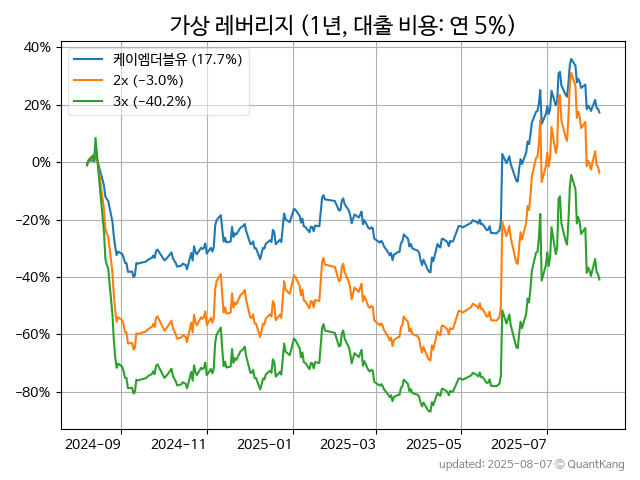 가상 레버리지 (1년, 대출 비용: 연 5%)
케이엠더블유 (17.7%)
2x (−3.0%)
3x (−40.2%)
40%
20%
0%
−20%
−40%
−60%
−80%
2024-09 2024-11 2025-01 2025-03 2025-05 2025-07
updated: 2025-08-07 © QuantKang